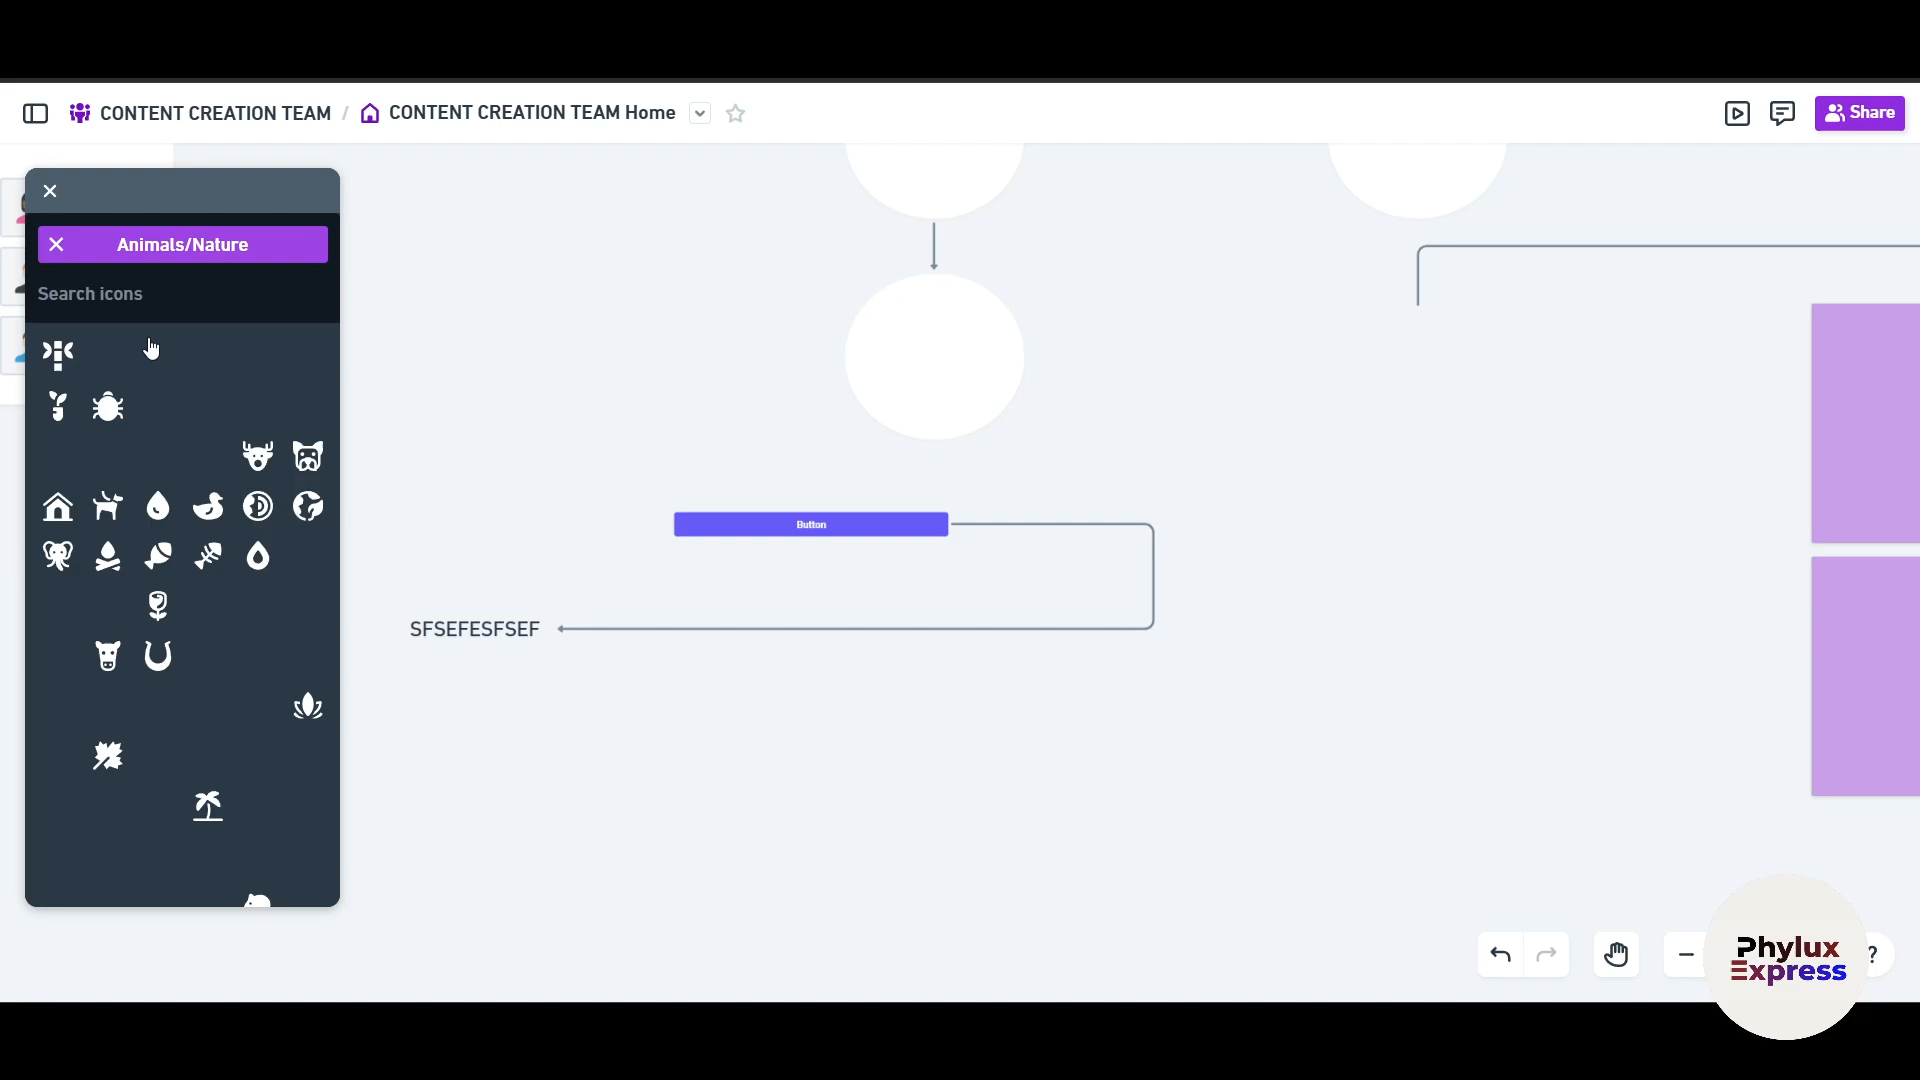 CONTENT CREATION TEAM / CONTENT CREATION TEAM Home
Share
Animals/Nature
Search icons
Button
SFSEFESFSEF
Phylux
Express
?